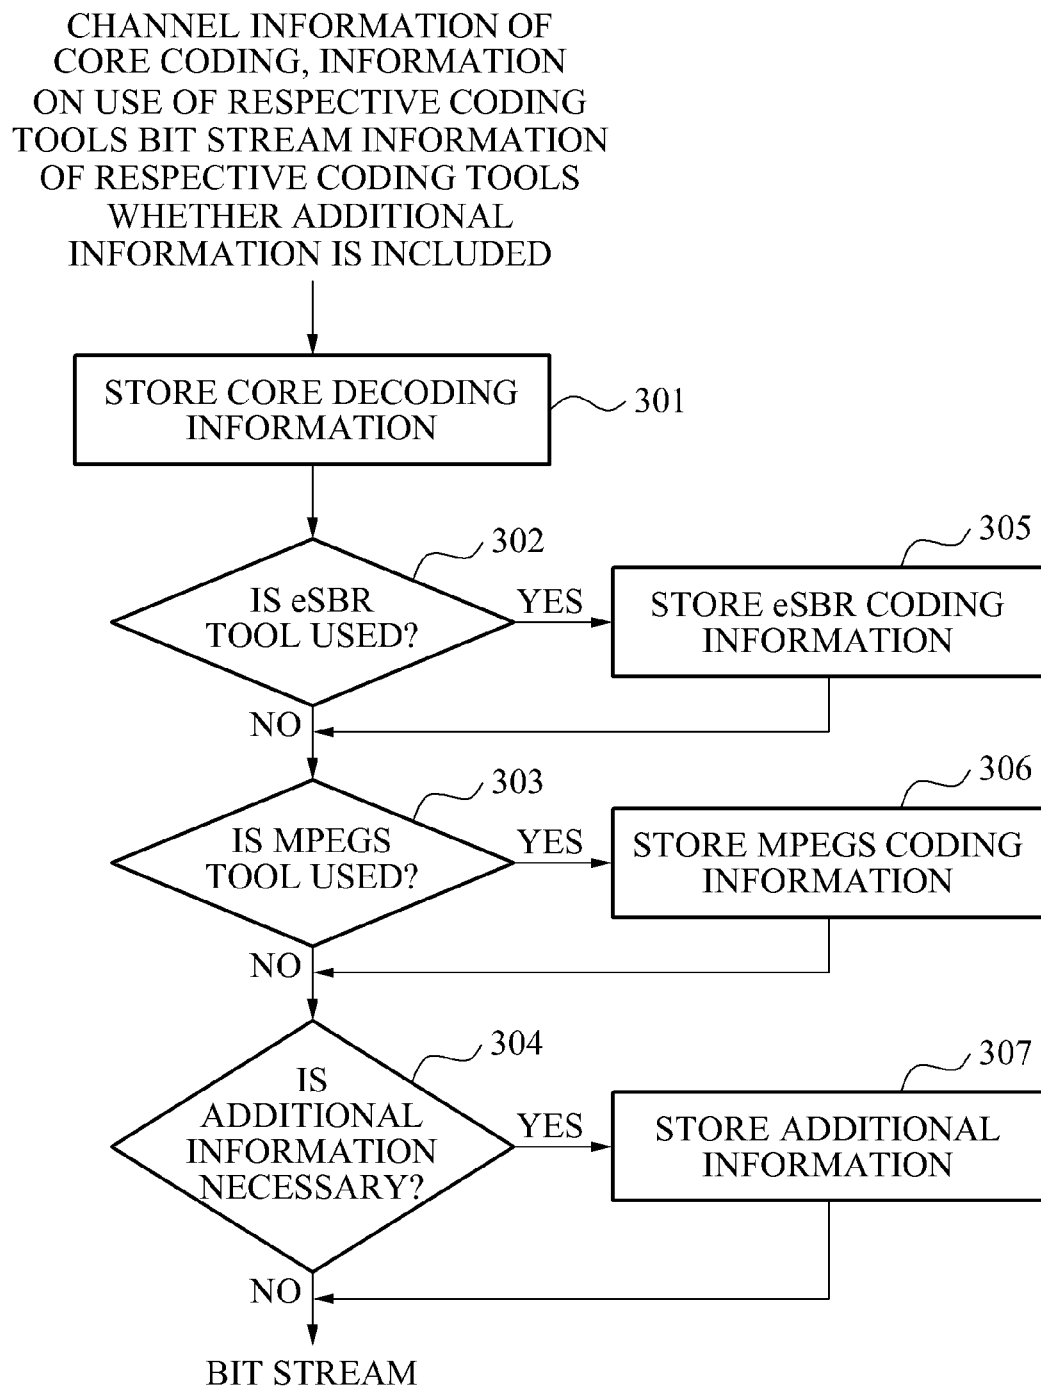 CHANNEL INFORMATION OF
CORE CODING, INFORMATION
ON USE OF RESPECTIVE CODING
TOOLS BIT STREAM INFORMATION
OF RESPECTIVE CODING TOOLS
WHETHER ADDITIONAL
INFORMATION IS INCLUDED
STORE CORE DECODING
INFORMATION
301
302
IS eSBR
TOOL USED?
YES
NO
305
STORE eSBR CODING
INFORMATION
303
IS MPEGS
TOOL USED?
YES
NO
306
STORE MPEGS CODING
INFORMATION
304
IS
ADDITIONAL
INFORMATION
NECESSARY?
YES
NO
307
STORE ADDITIONAL
INFORMATION
BIT STREAM